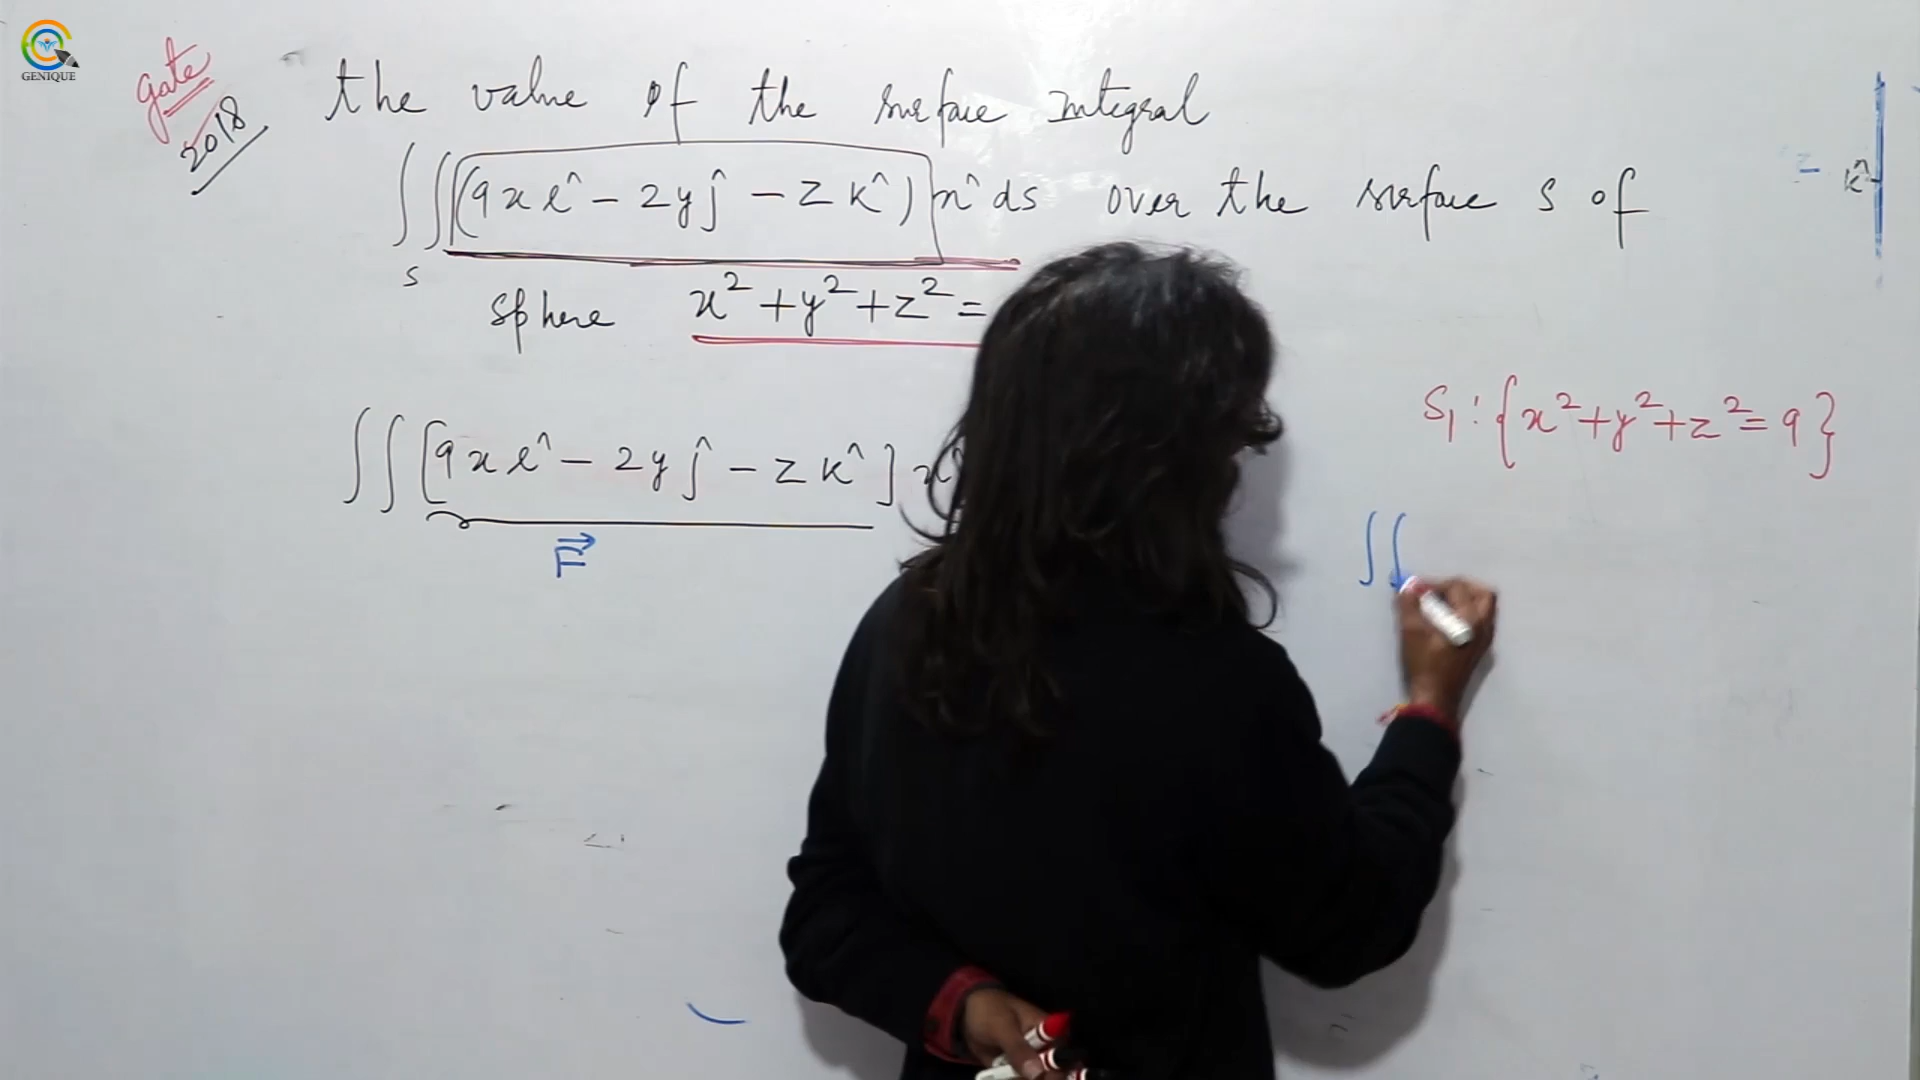 GENIQUE
gate
2018
the value of the surface integral
∫∫ (9x î - 2y ĵ - z k̂) n̂ ds over the surface s of
s
sphere x² + y² + z² =
= k̂
S₁ : {x² + y² + z² = 9}
∫∫ [9x î - 2y ĵ - z k̂] n̂
F⃗
∫∫